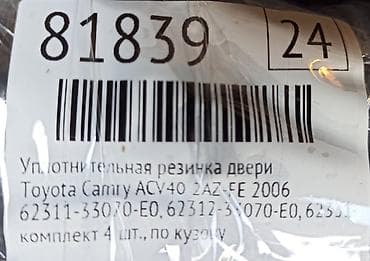 81839 24
Уплотнительная резинка двери
Toyota Camry ACV40 2AZ-FE 2006
62311-33070-E0, 62312-33070-E0,
комплект 4 шт., по кузову